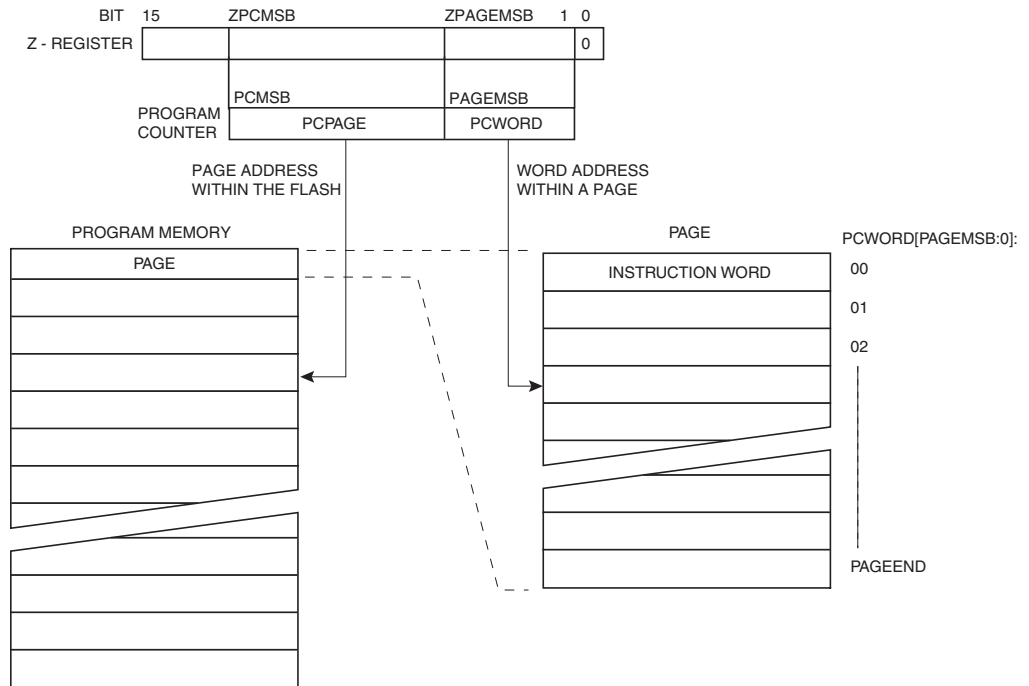 BIT 15 ZPCMSB ZPAGEMSB 1 0
Z - REGISTER 0
PCMSB PAGEMSB
PROGRAM
COUNTER
PCPAGE PCWORD
PAGE ADDRESS
WITHIN THE FLASH
WORD ADDRESS
WITHIN A PAGE
PROGRAM MEMORY
PAGE
PAGE
PCWORD[PAGEMSB:0]:
INSTRUCTION WORD
00
01
02
PAGEEND